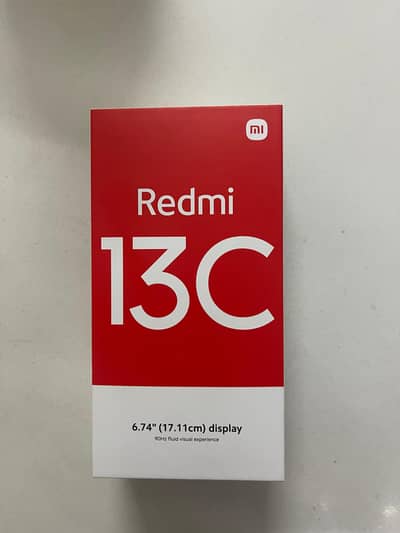 mi
Redmi
13C
6.74" (17.11cm) display
90Hz fluid visual experience